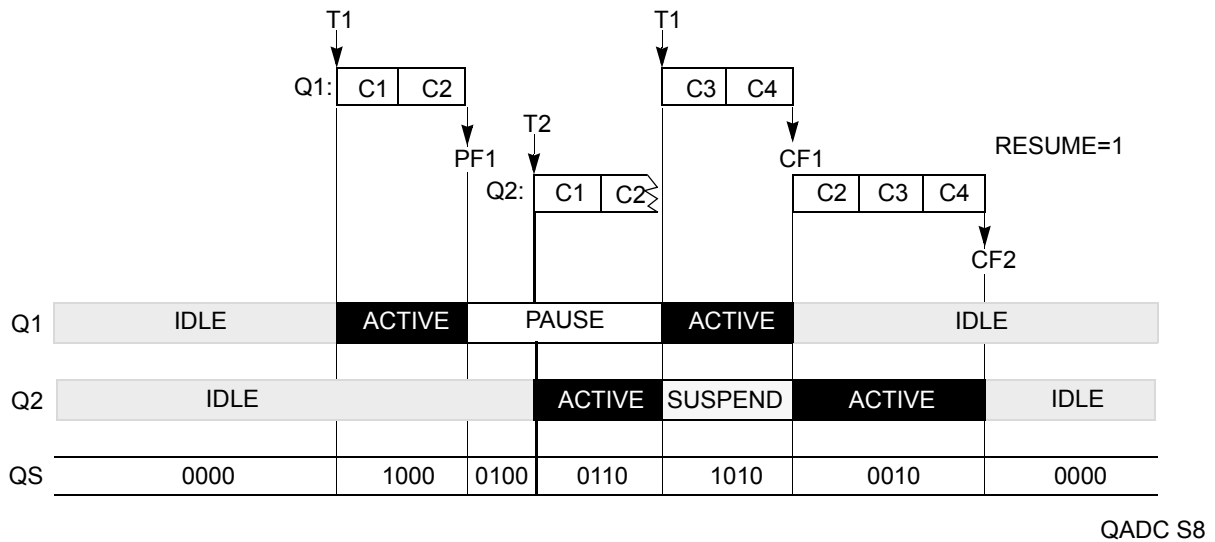 T1 T1
Q1: C1 C2 C3 C4
T2
PF1 CF1 RESUME=1
Q2: C1 C2 C2 C3 C4
CF2
Q1 IDLE ACTIVE PAUSE ACTIVE IDLE
Q2 IDLE ACTIVE SUSPEND ACTIVE IDLE
QS 0000 1000 0100 0110 1010 0010 0000
QADC S8